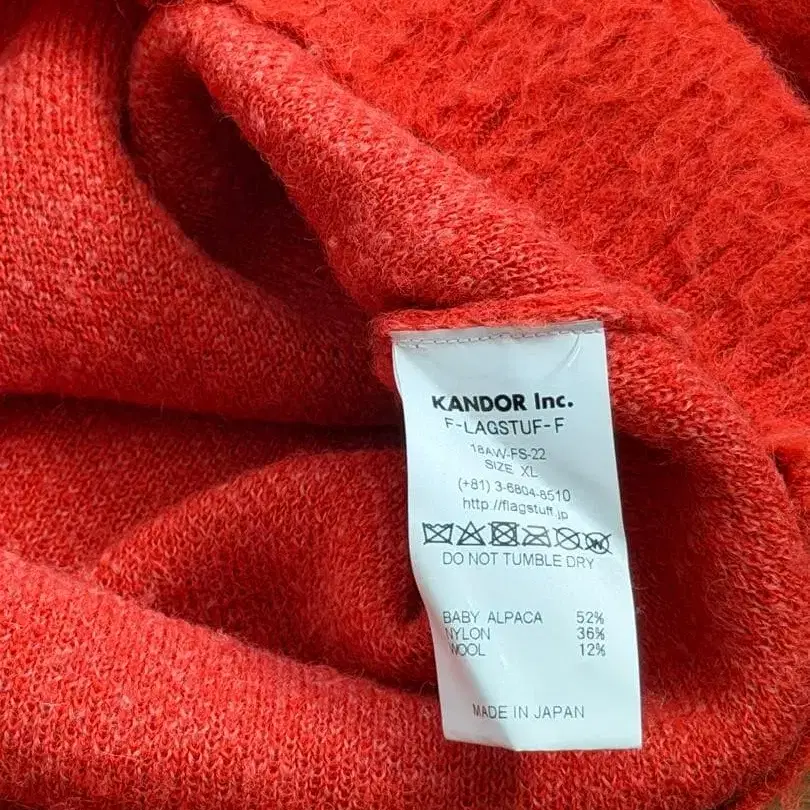 KANDOR Inc.
F-LAGSTUF-F
18AW-FS-22
SIZE XL
(+81) 3-6804-8510
http://flagstuff.jp
DO NOT TUMBLE DRY
BABY ALPACA 52%
NYLON 36%
WOOL 12%
MADE IN JAPAN